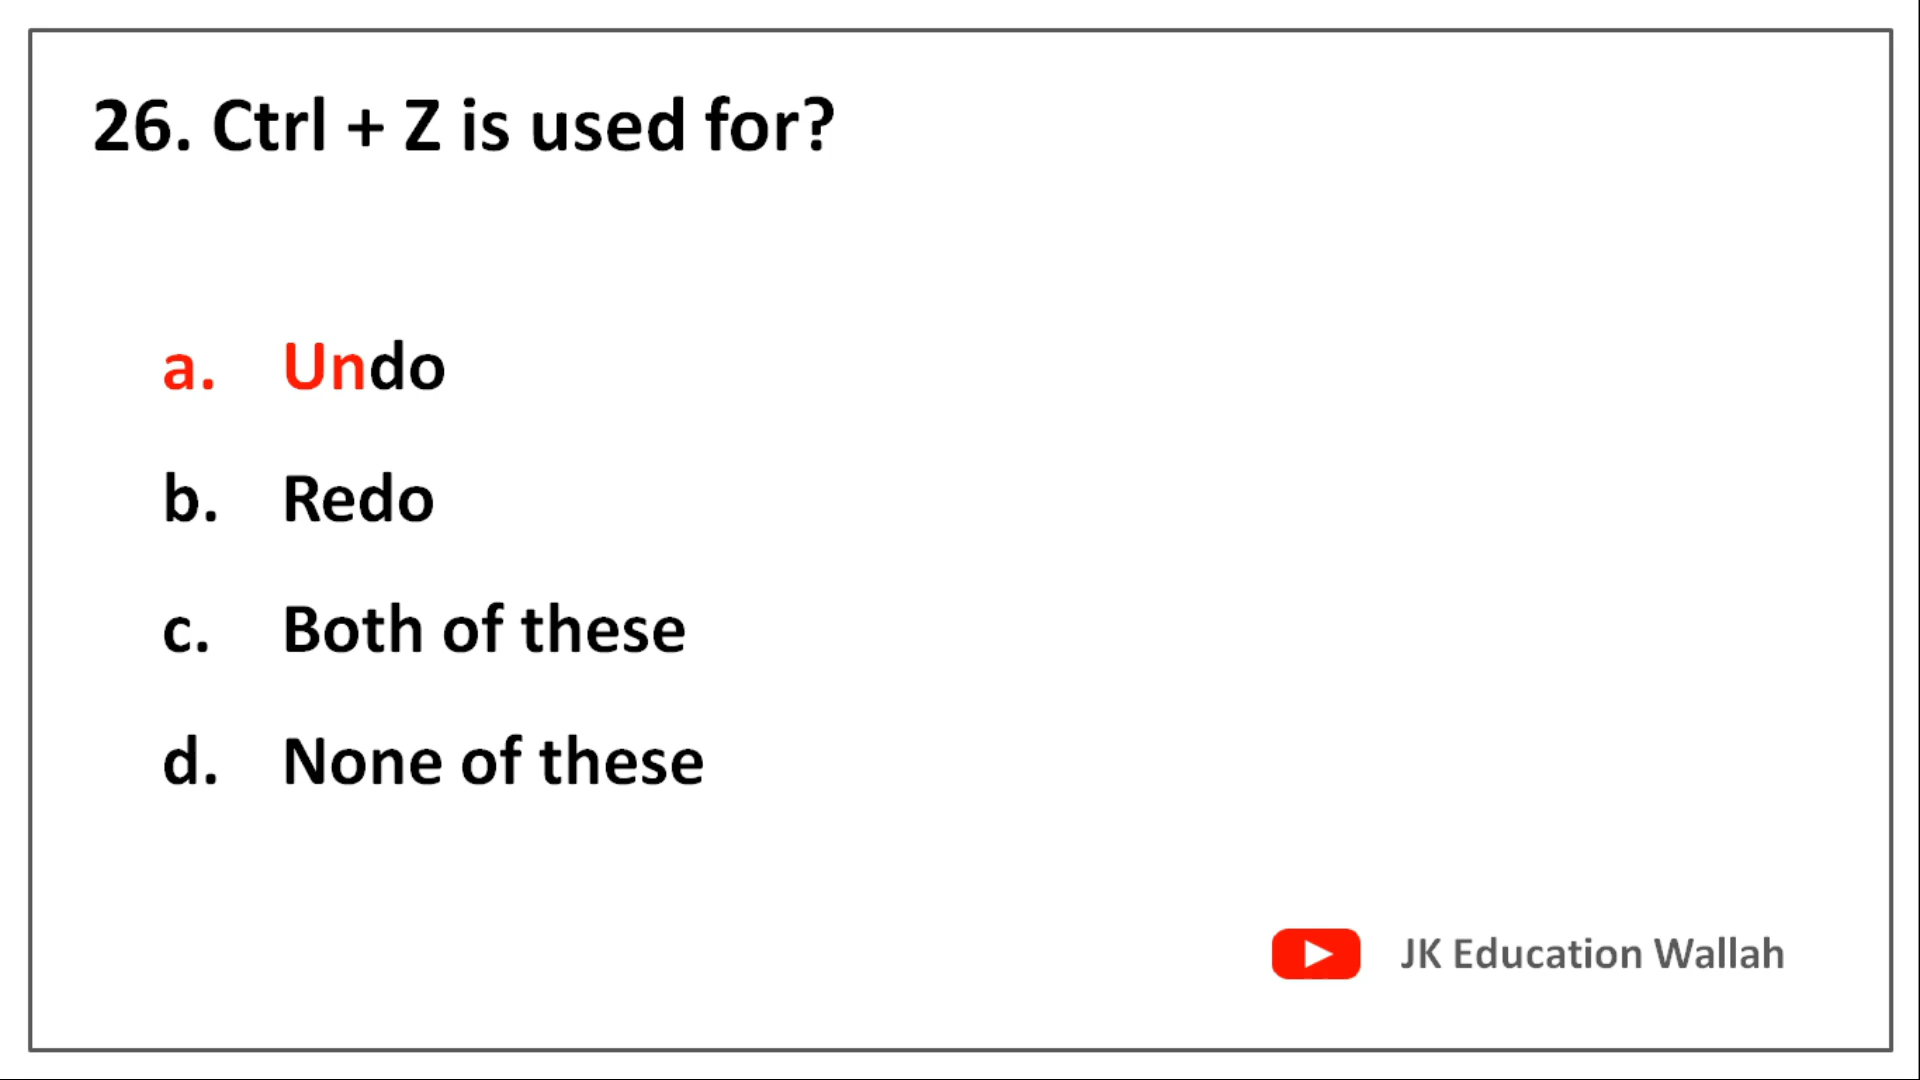 26. Ctrl + Z is used for?
a. Undo
b. Redo
c. Both of these
d. None of these
JK Education Wallah